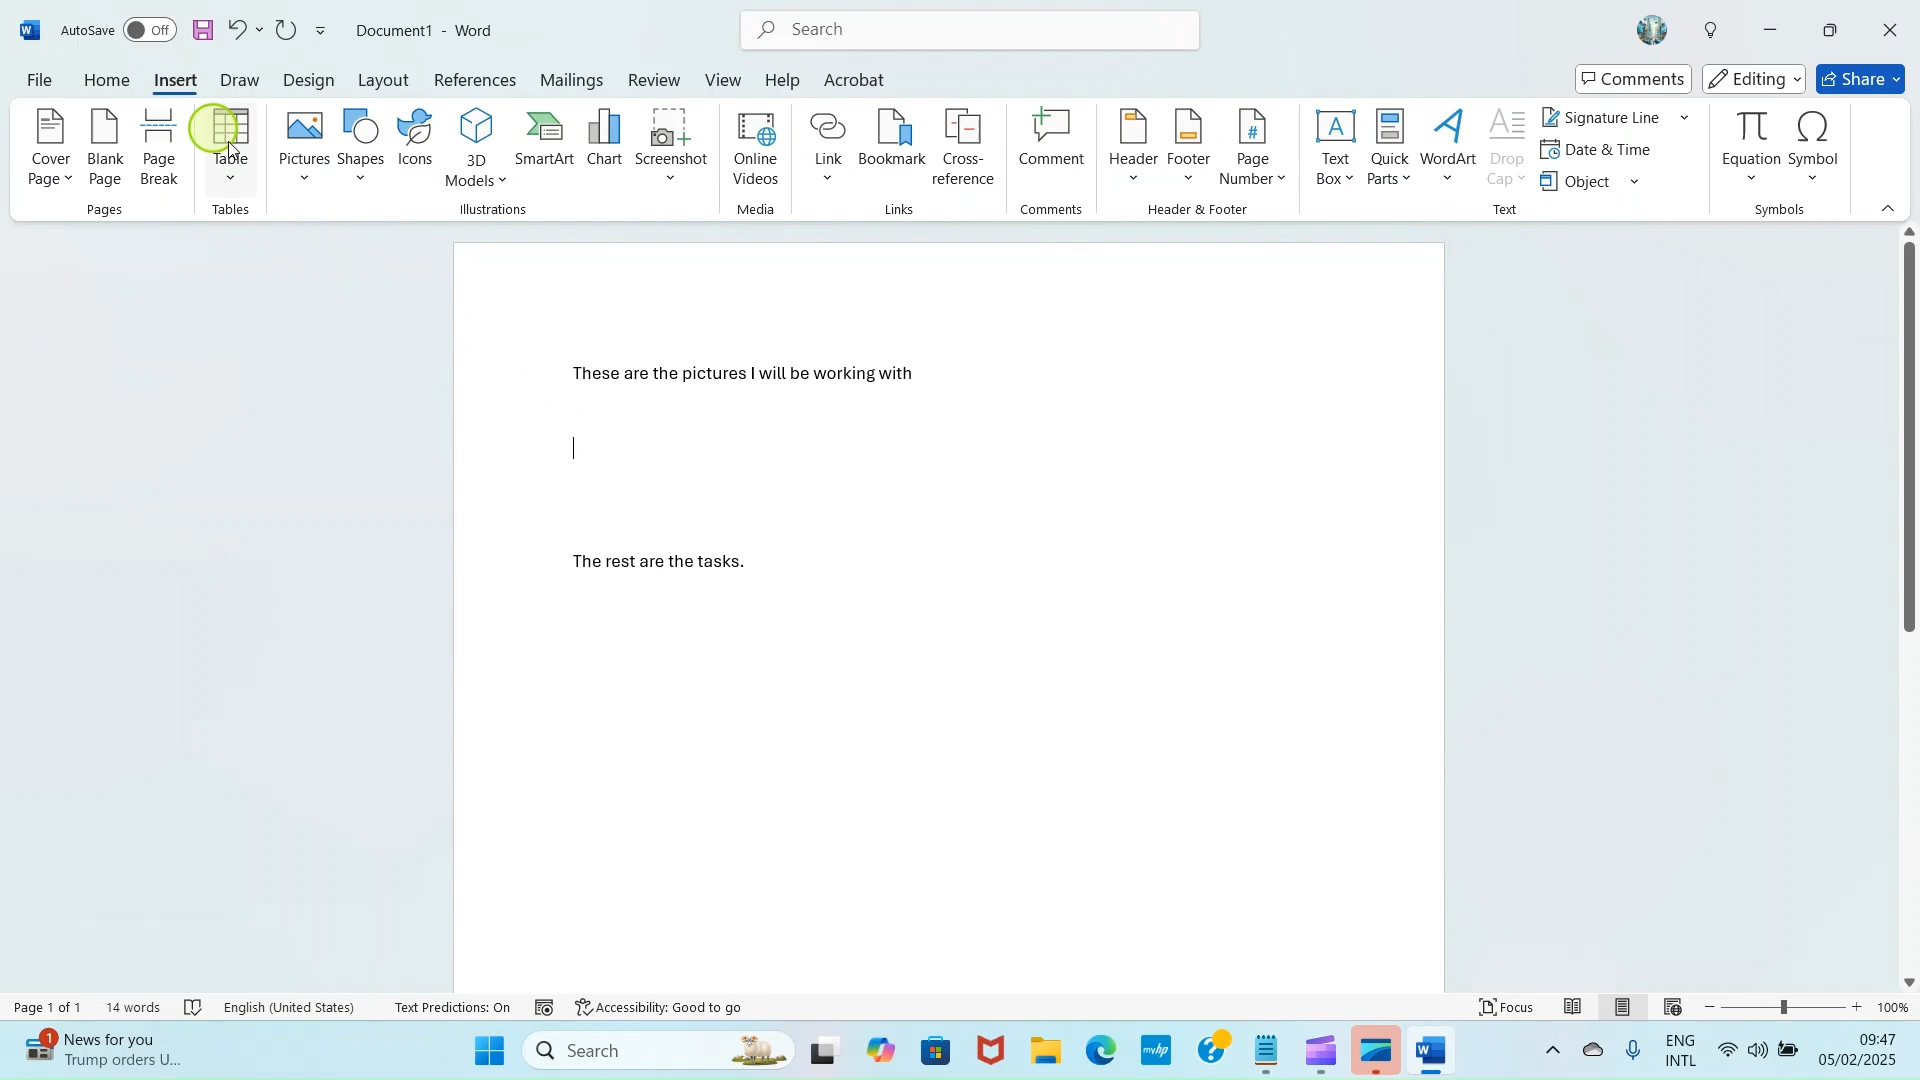 AutoSave Off Document1 - Word Search
File Home Insert Draw Design Layout References Mailings Review View Help Acrobat Comments Editing Share
Cover Page
Blank Page
Page Break
Pages
Table
Tables
Pictures
Shapes
Icons
3D Models
SmartArt
Chart
Screenshot
Illustrations
Online Videos
Media
Link
Bookmark
Cross-reference
Links
Comment
Comments
Header
Footer
Page Number
Header & Footer
Text Box
Quick Parts
WordArt
Drop Cap
Signature Line
Date & Time
Object
Text
Equation
Symbol
Symbols
These are the pictures I will be working with
The rest are the tasks.
Page 1 of 1 14 words English (United States) Text Predictions: On Accessibility: Good to go Focus 100%
1
News for you
Trump orders U...
Search
myhp
ENG
INTL
09:47
05/02/2025